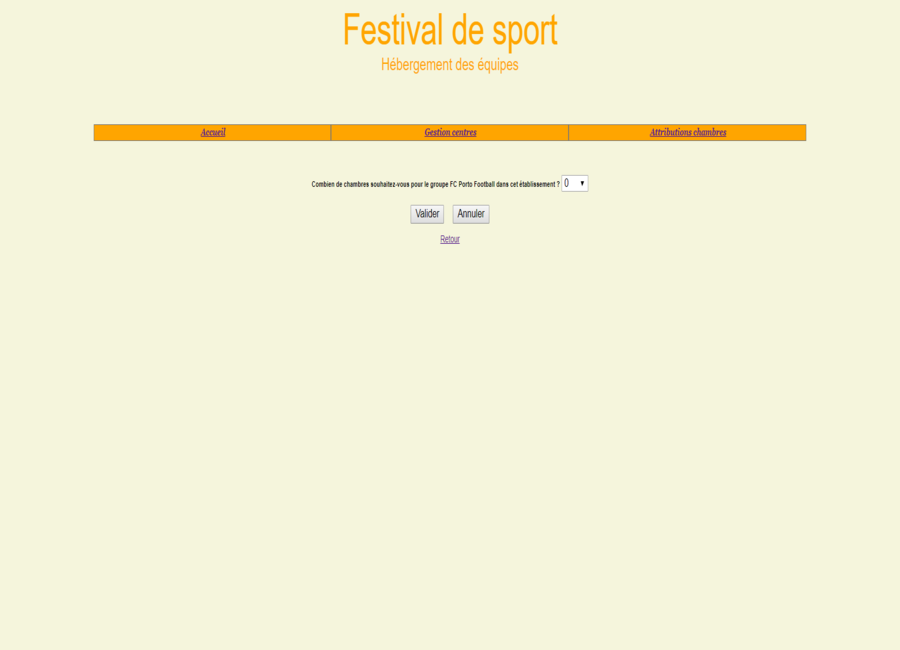 Festival de sport
Hébergement des équipes
Accueil Gestion centres Attributions chambres
Combien de chambres souhaitez-vous pour le groupe FC Porto Football dans cet établissement ? 0
Valider Annuler
Retour